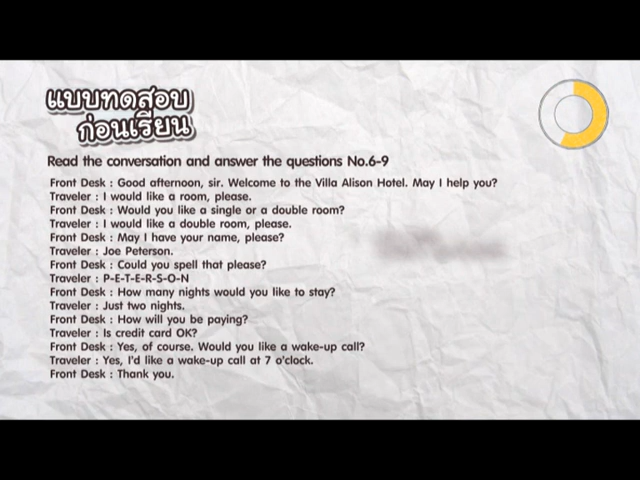 แบบทดสอบ
ก่อนเรียน
Read the conversation and answer the questions No.6-9
Front Desk : Good afternoon, sir. Welcome to the Villa Alison Hotel. May I help you?
Traveler : I would like a room, please.
Front Desk : Would you like a single or a double room?
Traveler : I would like a double room, please.
Front Desk : May I have your name, please?
Traveler : Joe Peterson.
Front Desk : Could you spell that please?
Traveler : P-E-T-E-R-S-O-N
Front Desk : How many nights would you like to stay?
Traveler : Just two nights.
Front Desk : How will you be paying?
Traveler : Is credit card OK?
Front Desk : Yes, of course. Would you like a wake-up call?
Traveler : Yes, I'd like a wake-up call at 7 o'clock.
Front Desk : Thank you.